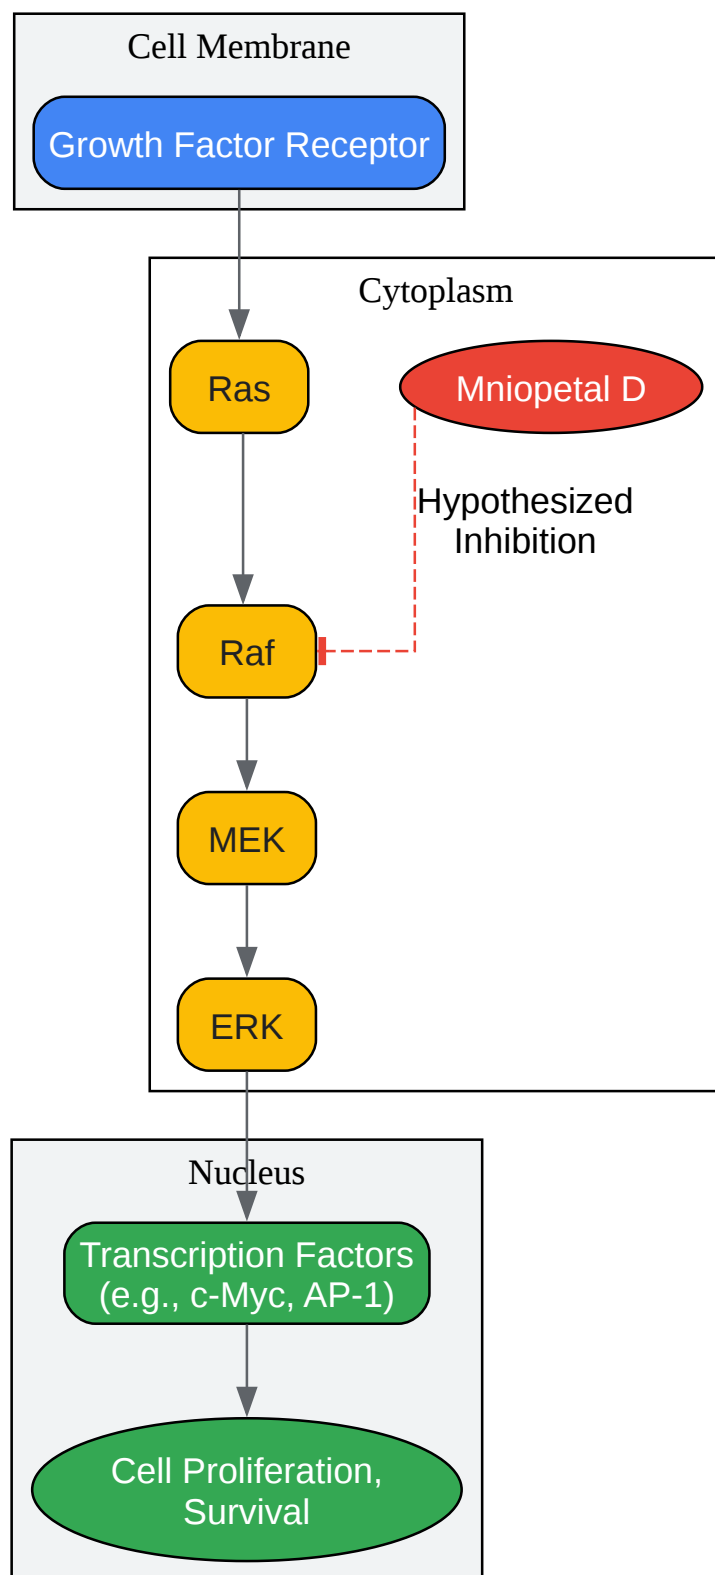 Cell Membrane
Growth Factor Receptor
Cytoplasm
Ras
Mniopetal D
Hypothesized
Inhibition
Raf
MEK
ERK
Nucleus
Transcription Factors
(e.g., c-Myc, AP-1)
Cell Proliferation,
Survival